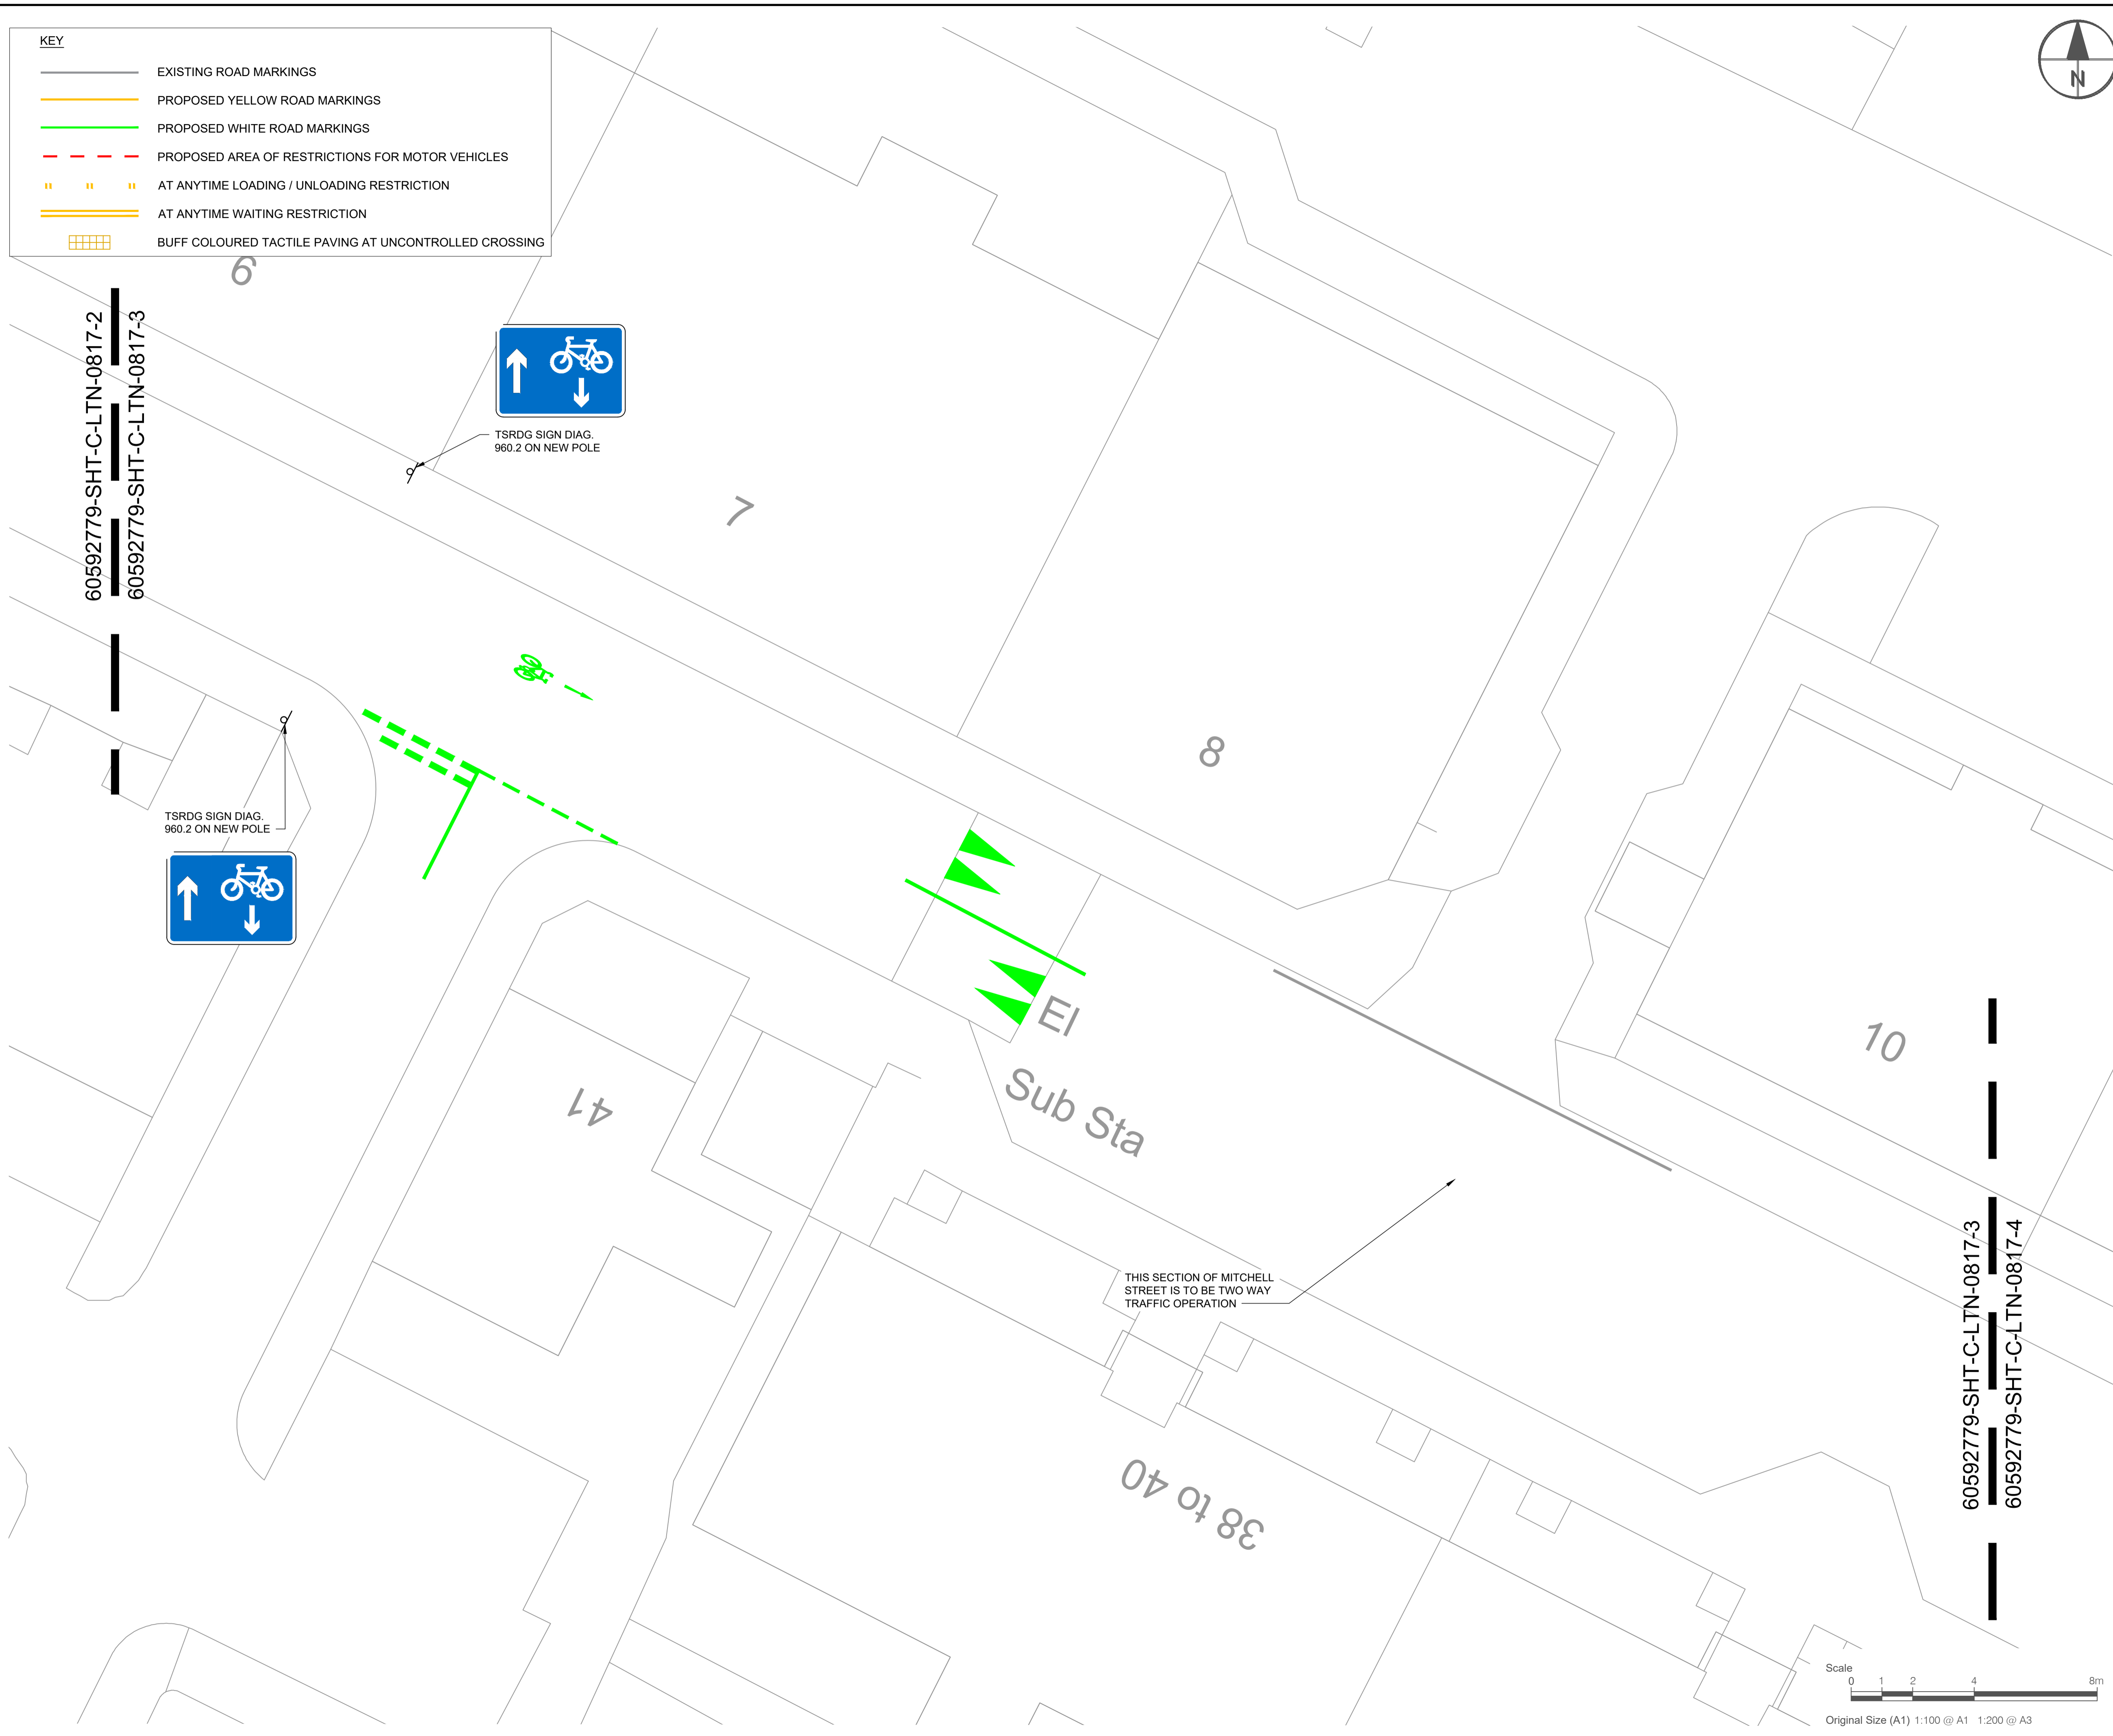 KEY
EXISTING ROAD MARKINGS
PROPOSED YELLOW ROAD MARKINGS
PROPOSED WHITE ROAD MARKINGS
PROPOSED AREA OF RESTRICTIONS FOR MOTOR VEHICLES
AT ANYTIME LOADING / UNLOADING RESTRICTION
AT ANYTIME WAITING RESTRICTION
BUFF COLOURED TACTILE PAVING AT UNCONTROLLED CROSSING
N
6
60592779-SHT-C-LTN-0817-2
60592779-SHT-C-LTN-0817-3
TSRDG SIGN DIAG.
960.2 ON NEW POLE
7
8
TSRDG SIGN DIAG.
960.2 ON NEW POLE
El
Sub Sta
41
10
THIS SECTION OF MITCHELL
STREET IS TO BE TWO WAY
TRAFFIC OPERATION
38 to 40
60592779-SHT-C-LTN-0817-3
60592779-SHT-C-LTN-0817-4
Scale
0 1 2 4 8m
Original Size (A1) 1:100 @ A1 1:200 @ A3